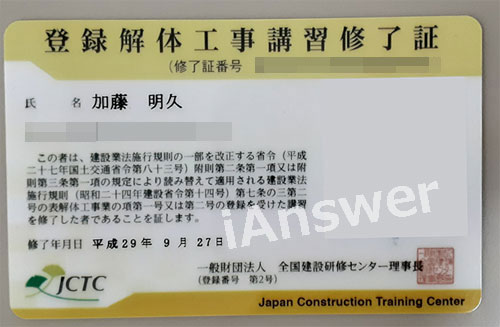 登録解体工事講習修了証
(修了証番号
氏　名 加藤　明久
この者は、建設業法施行規則の一部を改正する省令（平成
二十七年国土交通省令第八十三号）附則第二条第一項又は附
則第三条第一項の規定により読み替えて適用される建設業法
施行規則（昭和二十四年建設省令第十四号）第七条の三第二
号の表解体工事業の項第一号又は第二号の登録を受けた講習
を修了した者であることを証します。
iAnswer
修了年月日 平成29年 9月27日
一般財団法人　全国建設研修センター理事長
(登録番号　第2号)
JCTC
Japan Construction Training Center